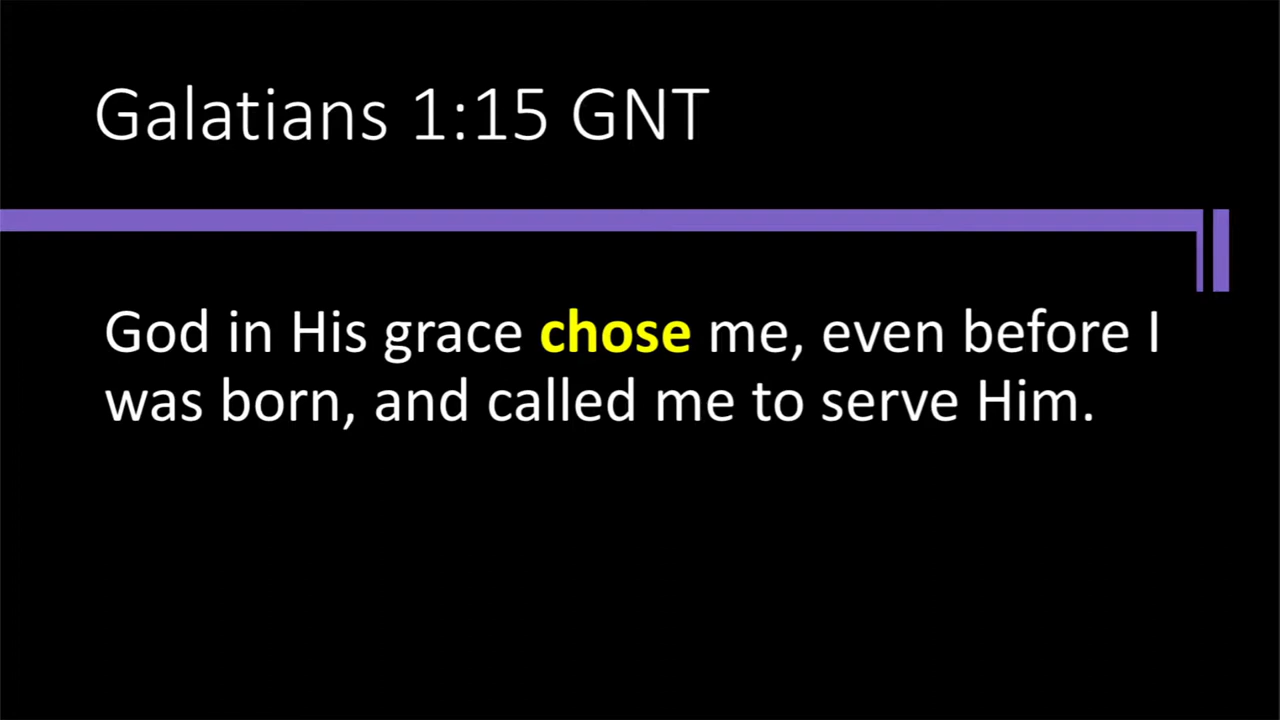 Galatians 1:15 GNT
God in His grace chose me, even before I
was born, and called me to serve Him.